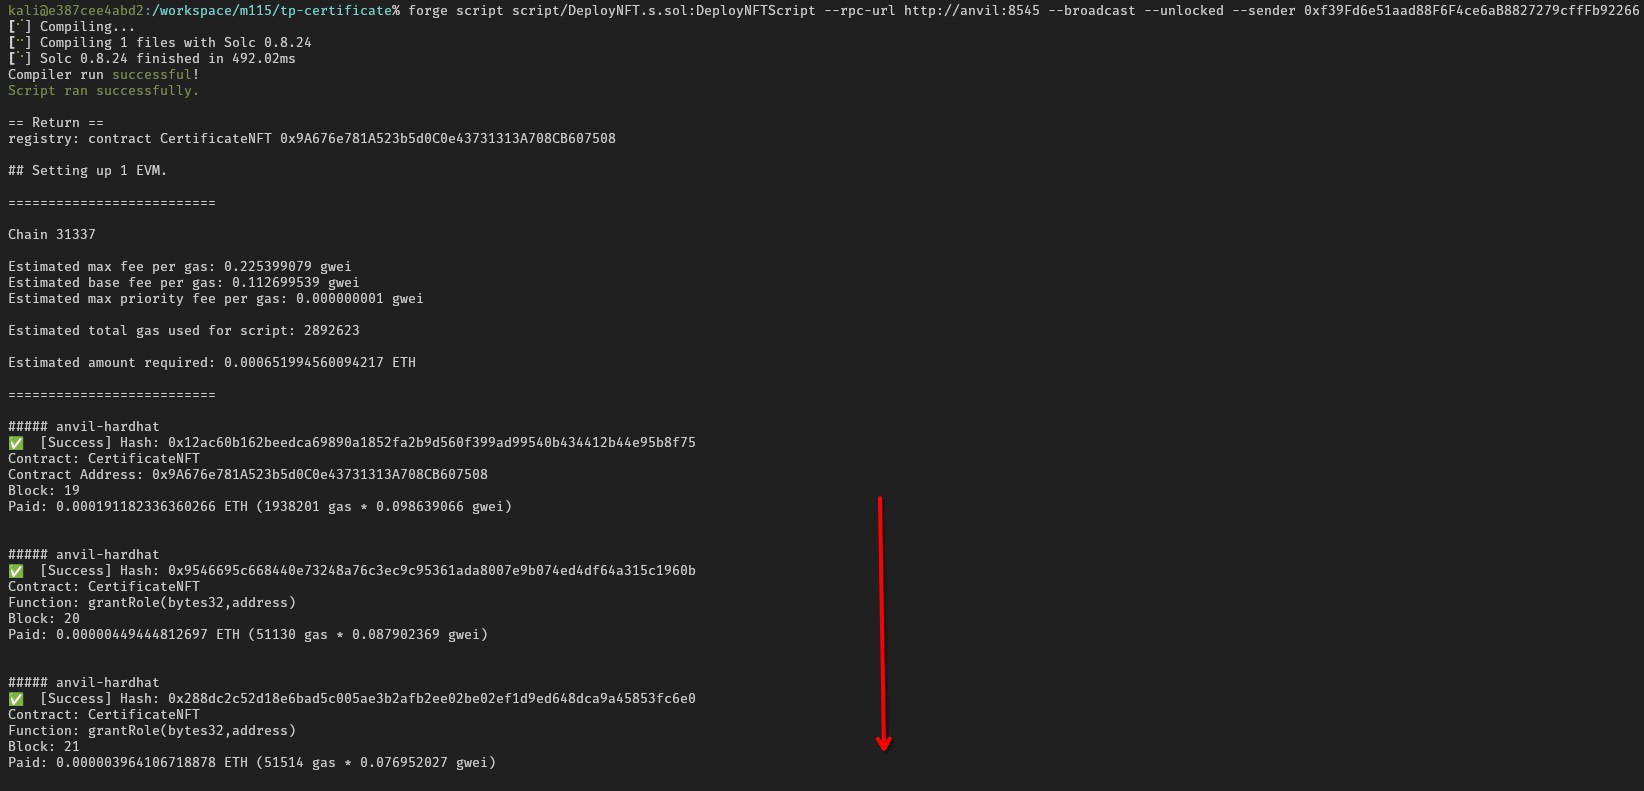 kali@e387cee4abd2:/workspace/m115/tp-certificate% forge script script/DeployNFT.s.sol:DeployNFTScript --rpc-url http://anvil:8545 --broadcast --unlocked --sender 0xf39Fd6e51aad88F6F4ce6aB8827279cffFb92266
[⠊] Compiling...
[⠒] Compiling 1 files with Solc 0.8.24
[⠑] Solc 0.8.24 finished in 492.02ms
Compiler run successful!
Script ran successfully.
== Return ==
registry: contract CertificateNFT 0x9A676e781A523b5d0C0e43731313A708CB607508
## Setting up 1 EVM.
==========================
Chain 31337
Estimated max fee per gas: 0.225399079 gwei
Estimated base fee per gas: 0.112699539 gwei
Estimated max priority fee per gas: 0.000000001 gwei
Estimated total gas used for script: 2892623
Estimated amount required: 0.000651994560094217 ETH
==========================
##### anvil-hardhat
✅  [Success] Hash: 0x12ac60b162beedca69890a1852fa2b9d560f399ad99540b434412b44e95b8f75
Contract: CertificateNFT
Contract Address: 0x9A676e781A523b5d0C0e43731313A708CB607508
Block: 19
Paid: 0.000191182336360266 ETH (1938201 gas * 0.098639066 gwei)
##### anvil-hardhat
✅  [Success] Hash: 0x9546695c668440e73248a76c3ec9c95361ada8007e9b074ed4df64a315c1960b
Contract: CertificateNFT
Function: grantRole(bytes32,address)
Block: 20
Paid: 0.00000449444812697 ETH (51130 gas * 0.087902369 gwei)
##### anvil-hardhat
✅  [Success] Hash: 0x288dc2c52d18e6bad5c005ae3b2afb2ee02be02ef1d9ed648dca9a45853fc6e0
Contract: CertificateNFT
Function: grantRole(bytes32,address)
Block: 21
Paid: 0.000003964106718878 ETH (51514 gas * 0.076952027 gwei)